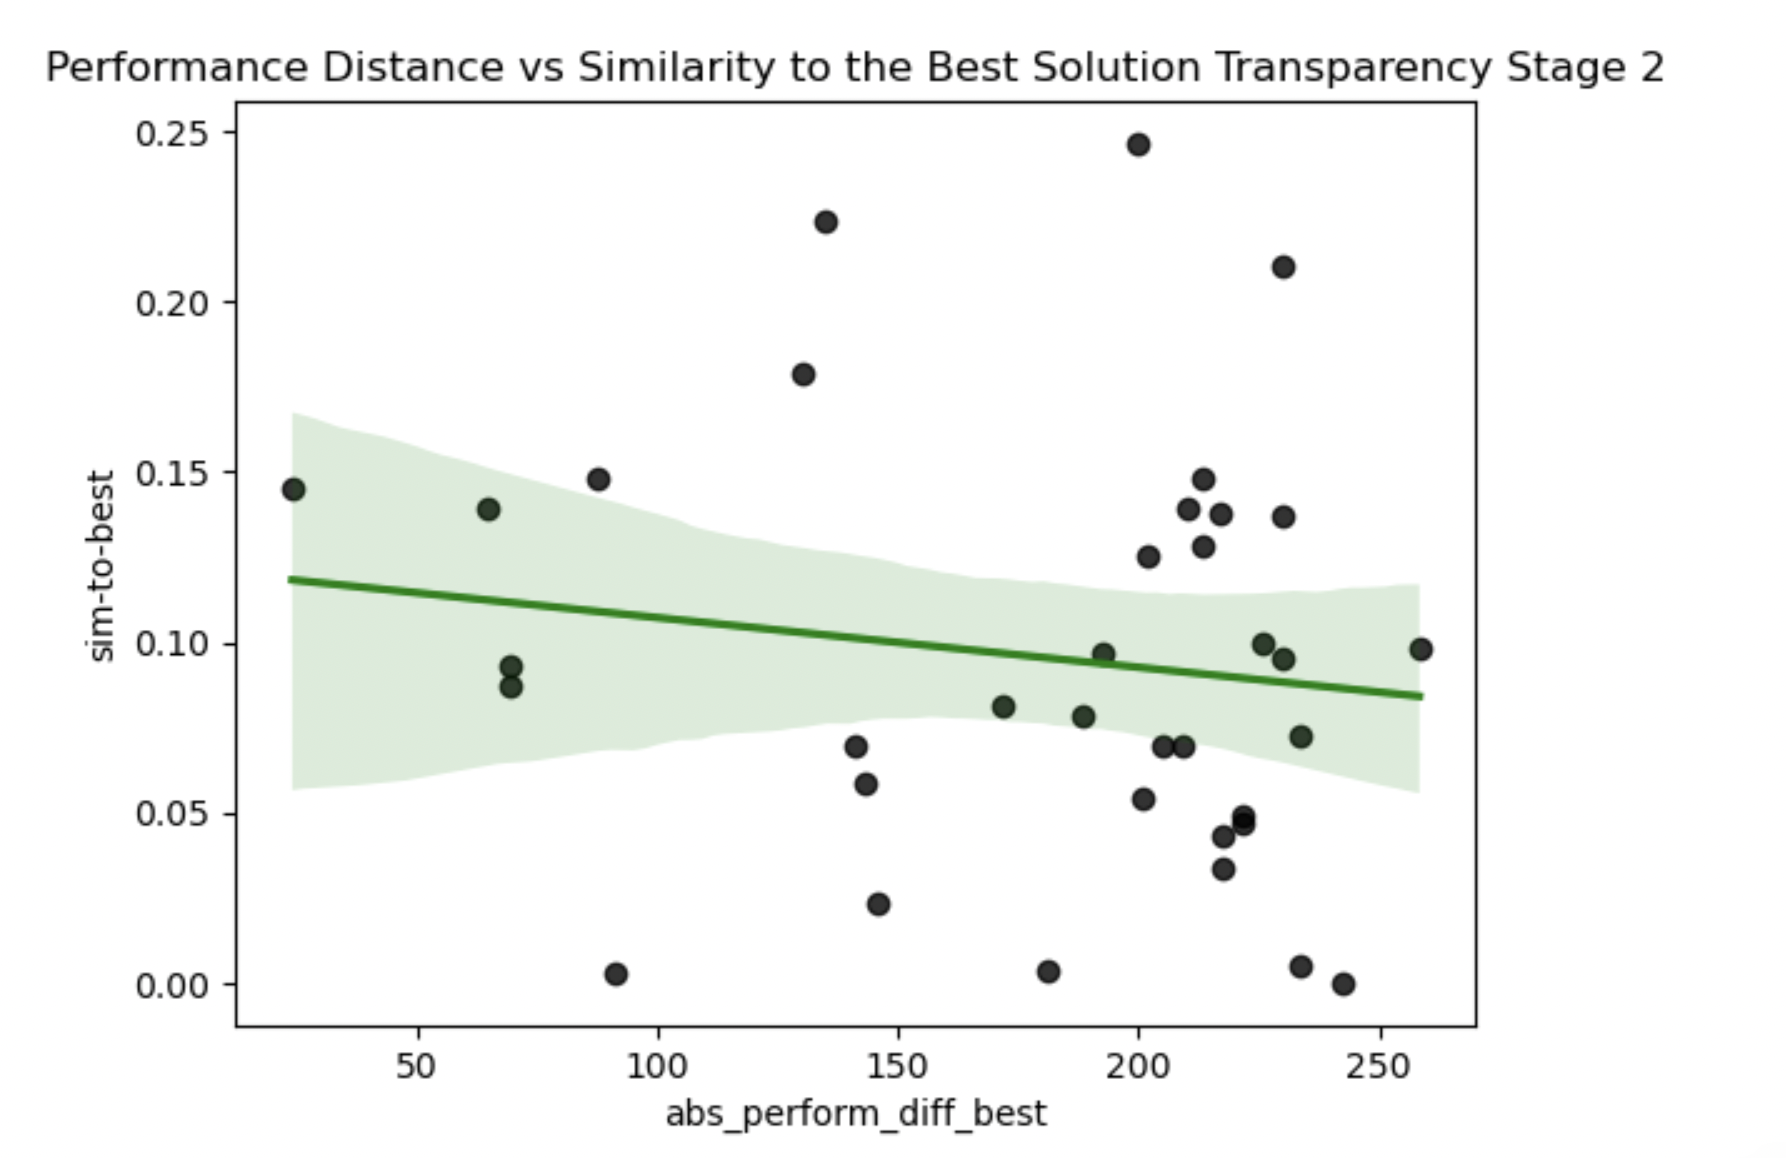 Performance Distance vs Similarity to the Best Solution Transparency Stage 2
0.25
0.20
0.15
0.10
0.05
0.00
sim-to-best
50 100 150 200 250
abs_perform_diff_best